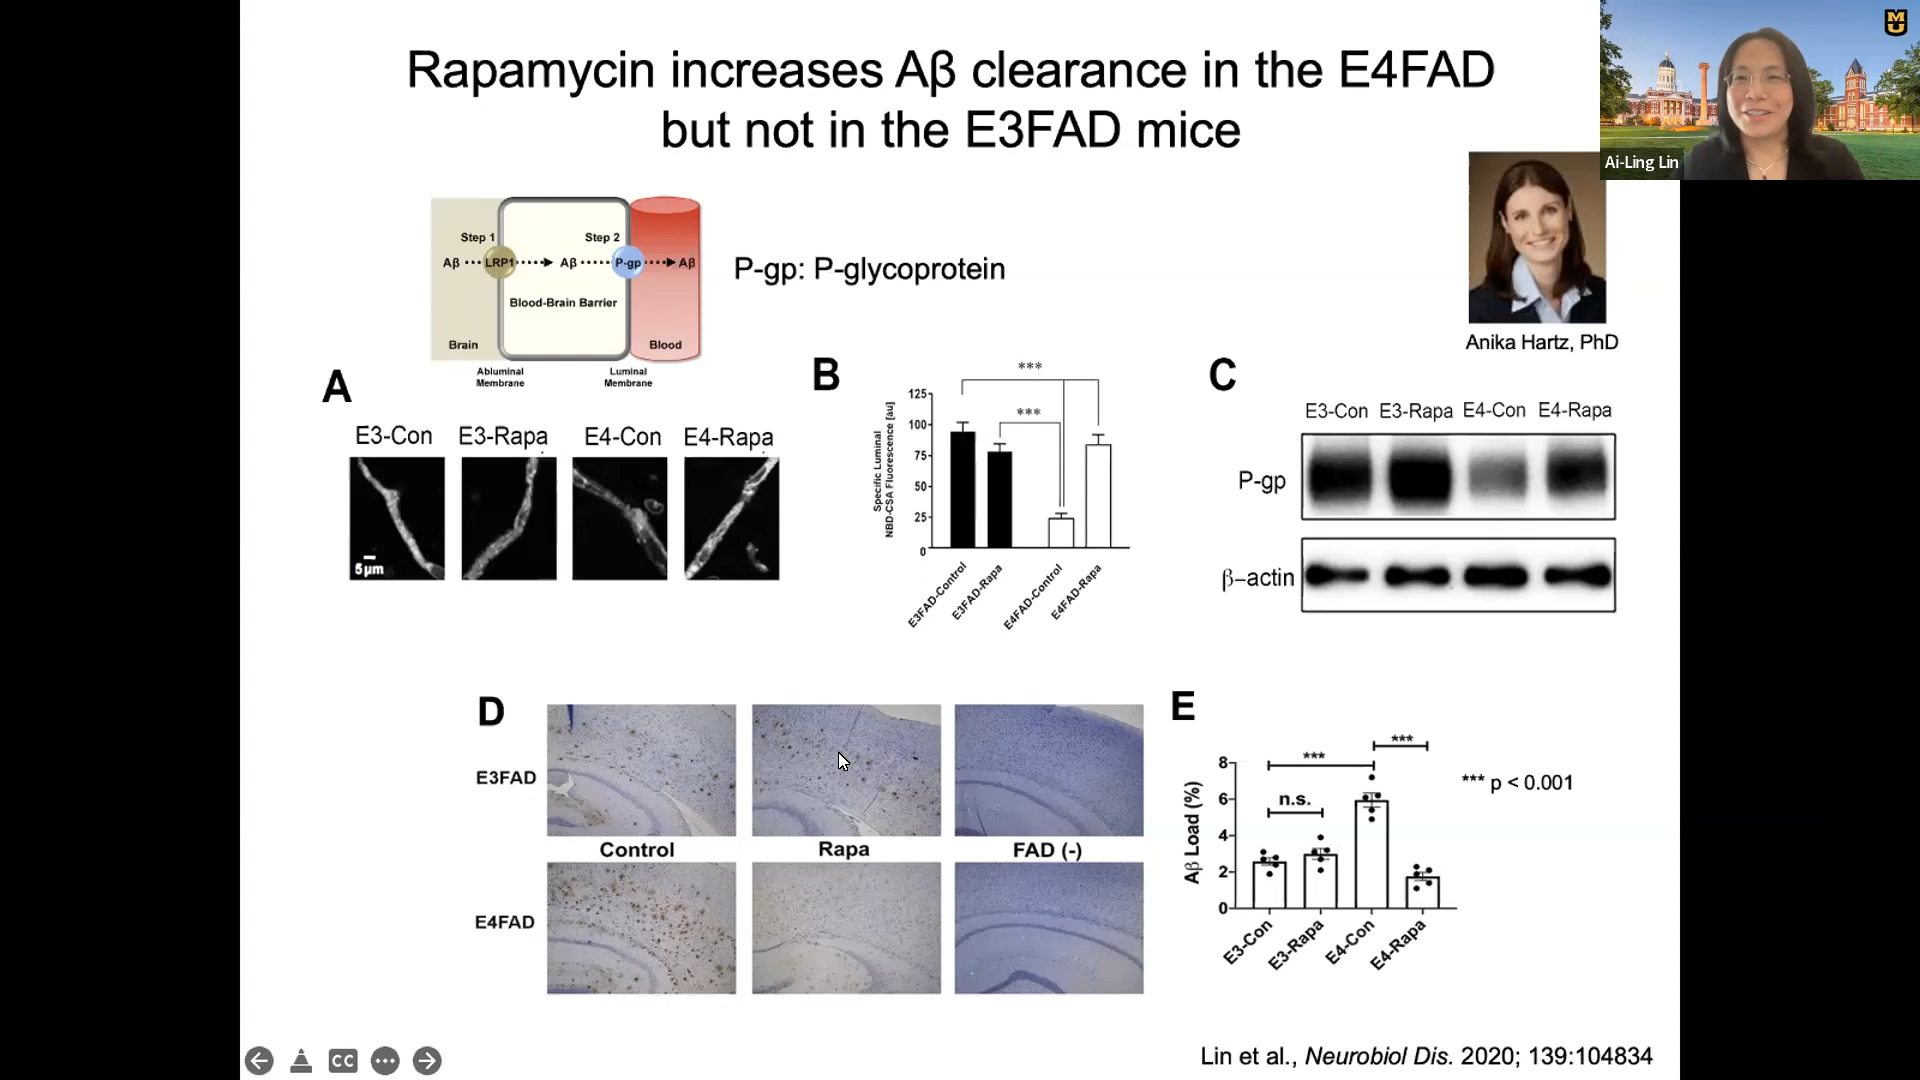 Rapamycin increases Aβ clearance in the E4FAD
but not in the E3FAD mice
MU
Ai-Ling Lin
Anika Hartz, PhD
Step 1
Step 2
Aβ
LRP1
Aβ
P-gp
Aβ
Blood-Brain Barrier
Brain
Blood
Abluminal
Membrane
Luminal
Membrane
P-gp: P-glycoprotein
A
E3-Con E3-Rapa E4-Con E4-Rapa
5 µm
B
***
***
Specific Luminal
NBD-CSA Fluorescence [au]
125
100
75
50
25
0
E3FAD-Control
E3FAD-Rapa
E4FAD-Control
E4FAD-Rapa
C
E3-Con E3-Rapa E4-Con E4-Rapa
P-gp
β–actin
D
E3FAD
Control Rapa FAD (-)
E4FAD
E
***
***
n.s.
*** p < 0.001
Aβ Load (%)
8
6
4
2
0
E3-Con
E3-Rapa
E4-Con
E4-Rapa
CC
Lin et al., Neurobiol Dis. 2020; 139:104834